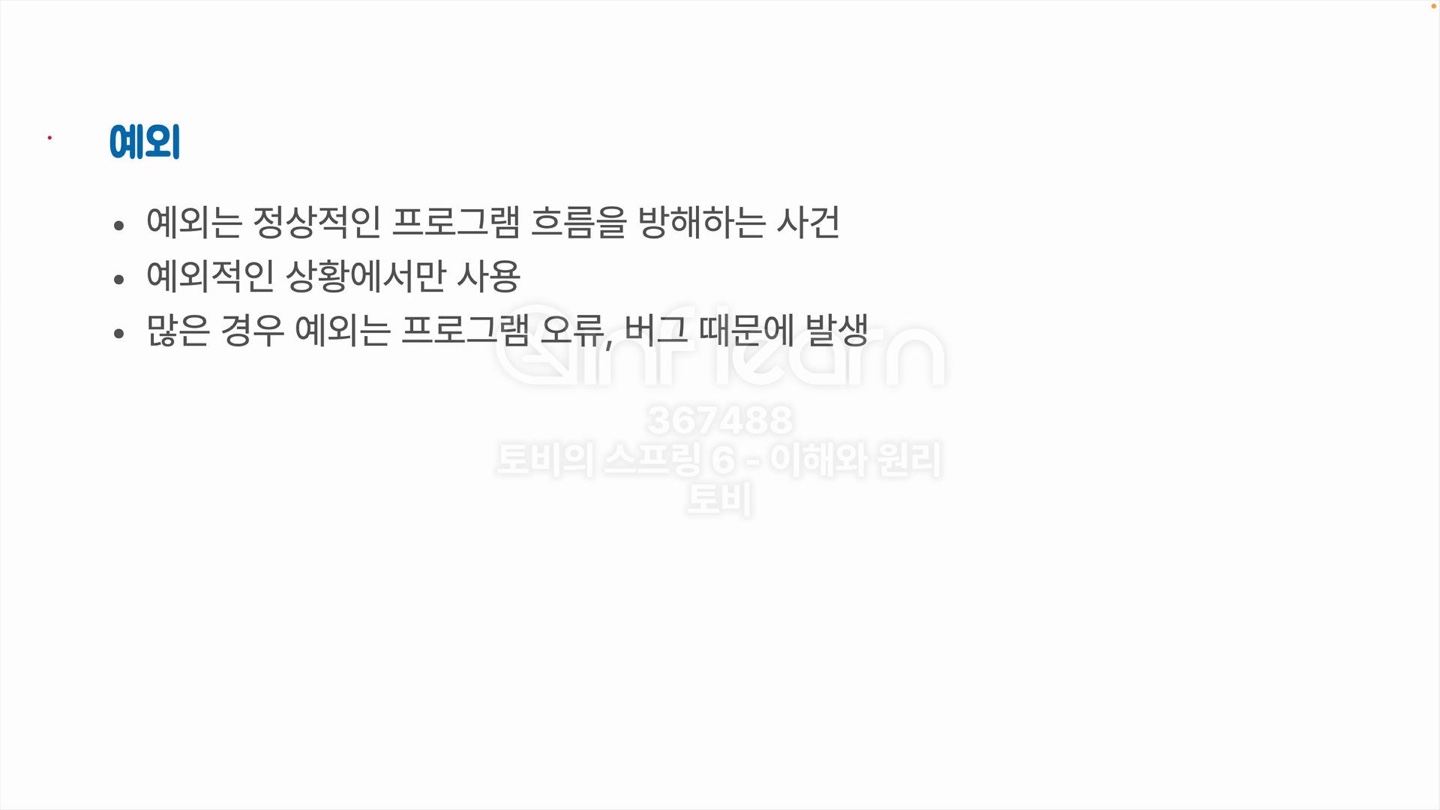 예외
• 예외는 정상적인 프로그램 흐름을 방해하는 사건
• 예외적인 상황에서만 사용
• 많은 경우 예외는 프로그램 오류, 버그 때문에 발생
inflearn
367488
토비의 스프링 6 - 이해와 원리
토비